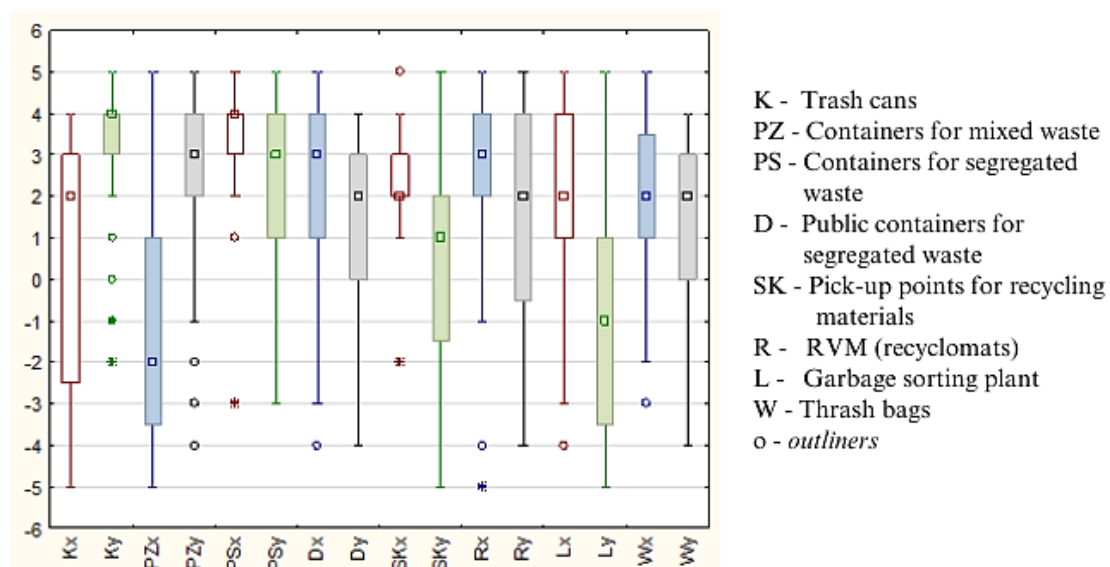 6
5
4
3
2
1
0
-1
-2
-3
-4
-5
-6
Kx Ky PZx PZy PSx PSy Dx Dy SKx SKy Rx Ry Lx Ly Wx Wy
K - Trash cans
PZ - Containers for mixed waste
PS - Containers for segregated
waste
D - Public containers for
segregated waste
SK - Pick-up points for recycling
materials
R - RVM (recyclomats)
L - Garbage sorting plant
W - Thrash bags
o - outliners